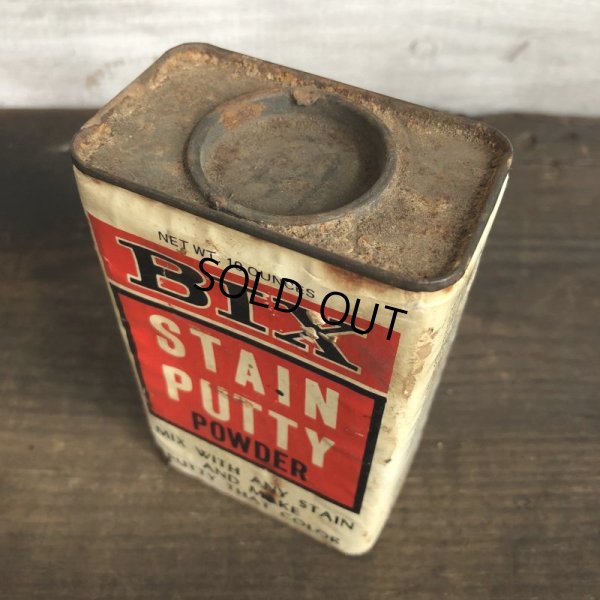 NET WT. 10 OUNCES
BIX
SOLD OUT
STAIN
PUTTY
POWDER
MIX WITH ANY STAIN
AND MAKE
PUTTY THAT COLOR